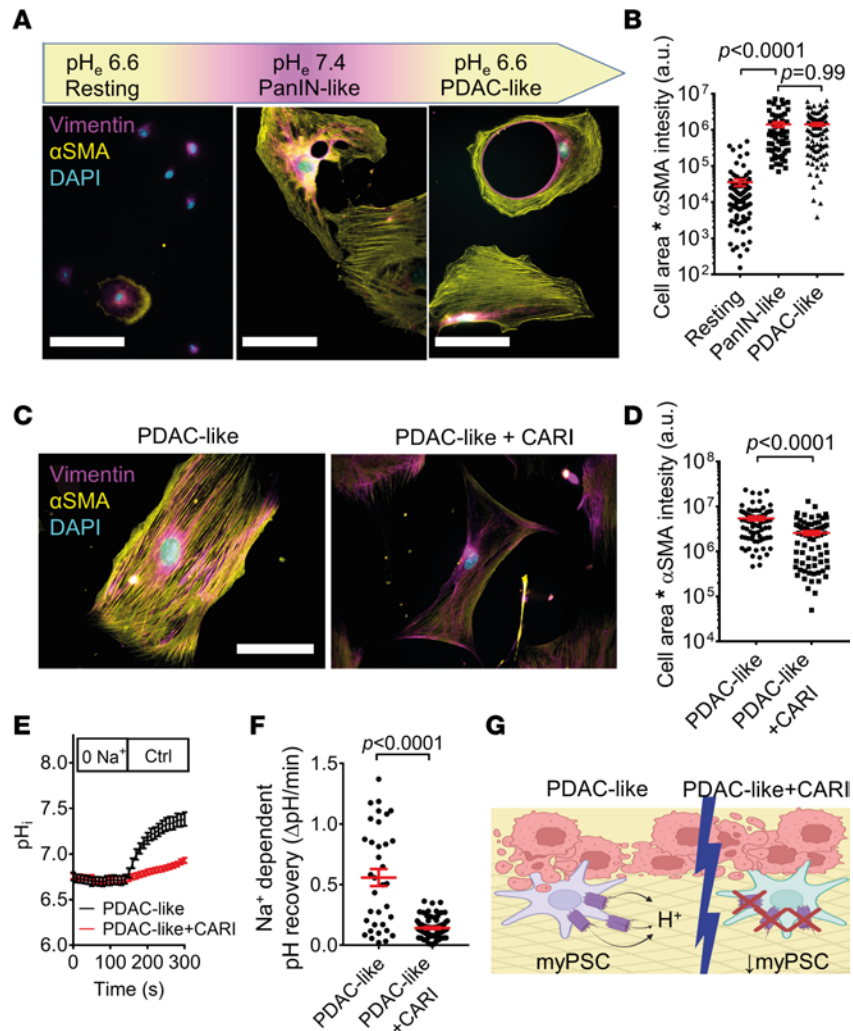 A
pHe 6.6
Resting
pHe 7.4
PanIN-like
pHe 6.6
PDAC-like
Vimentin
αSMA
DAPI
B
p<0.0001
p=0.99
Cell area * αSMA intesity (a.u.)
10^7
10^6
10^5
10^4
10^3
10^2
Resting
PanIN-like
PDAC-like
C
PDAC-like
PDAC-like + CARI
Vimentin
αSMA
DAPI
D
p<0.0001
Cell area * αSMA intesity (a.u.)
10^8
10^7
10^6
10^5
10^4
PDAC-like
PDAC-like
+CARI
E
0 Na+
Ctrl
pHi
8.0
7.5
7.0
6.5
6.0
PDAC-like
PDAC-like+CARI
0
100
200
300
Time (s)
F
p<0.0001
Na+ dependent
pH recovery (ΔpH/min)
1.5
1.0
0.5
0.0
PDAC-like
PDAC-like
+CARI
G
PDAC-like
PDAC-like+CARI
H+
myPSC
↓myPSC